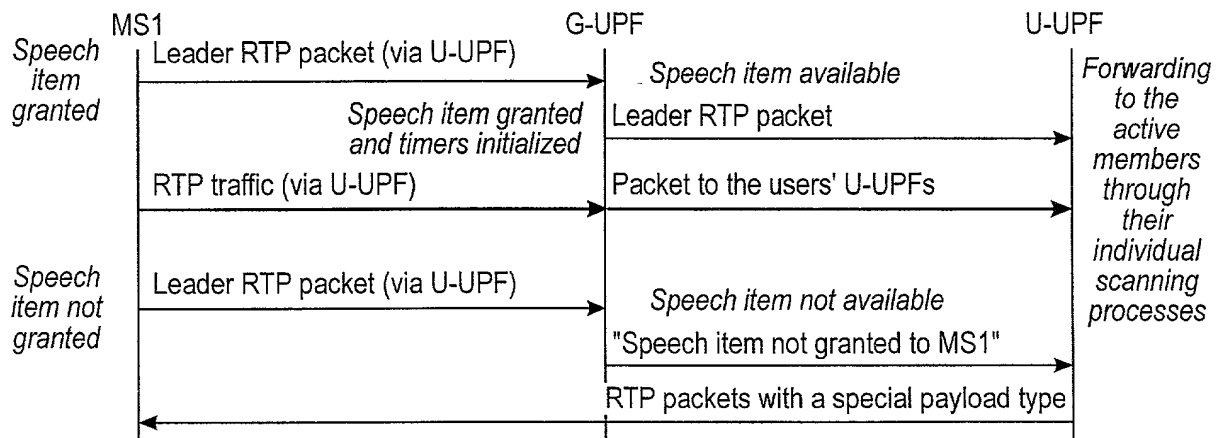 MS1
G-UPF
U-UPF
Speech
item
granted
Leader RTP packet (via U-UPF)
Speech item available
Speech item granted
and timers initialized
Leader RTP packet
RTP traffic (via U-UPF)
Packet to the users' U-UPFs
Forwarding
to the
active
members
through
their
individual
scanning
processes
Speech
item not
granted
Leader RTP packet (via U-UPF)
Speech item not available
"Speech item not granted to MS1"
RTP packets with a special payload type